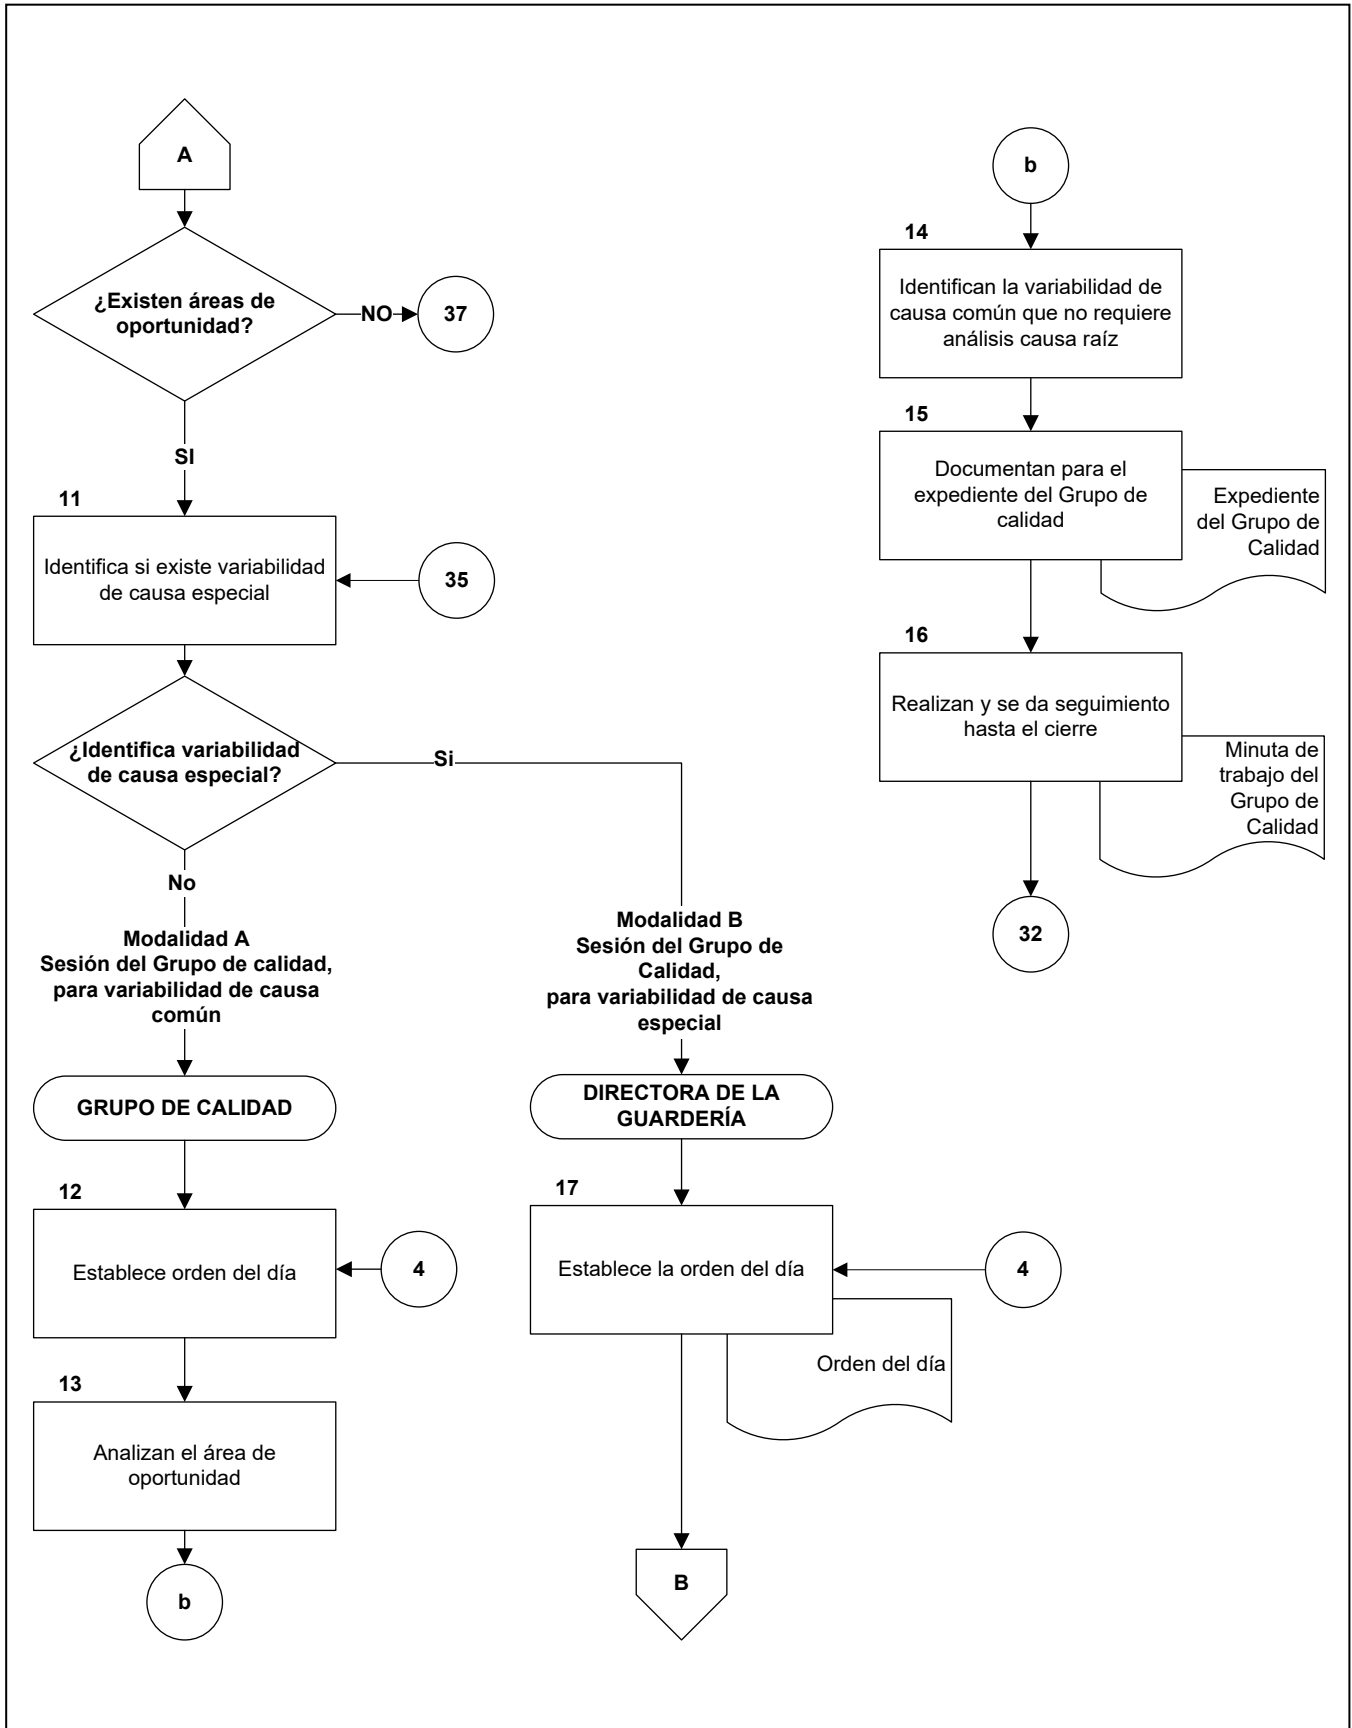 A
¿Existen áreas de
oportunidad?
NO
37
SI
11
Identifica si existe variabilidad
de causa especial
35
¿Identifica variabilidad
de causa especial?
Si
No
Modalidad A
Sesión del Grupo de calidad,
para variabilidad de causa
común
GRUPO DE CALIDAD
12
Establece orden del día
4
13
Analizan el área de
oportunidad
b
Modalidad B
Sesión del Grupo de
Calidad,
para variabilidad de causa
especial
DIRECTORA DE LA
GUARDERÍA
17
Establece la orden del día
4
Orden del día
B
b
14
Identifican la variabilidad de
causa común que no requiere
análisis causa raíz
15
Documentan para el
expediente del Grupo de
calidad
Expediente
del Grupo de
Calidad
16
Realizan y se da seguimiento
hasta el cierre
Minuta de
trabajo del
Grupo de
Calidad
32